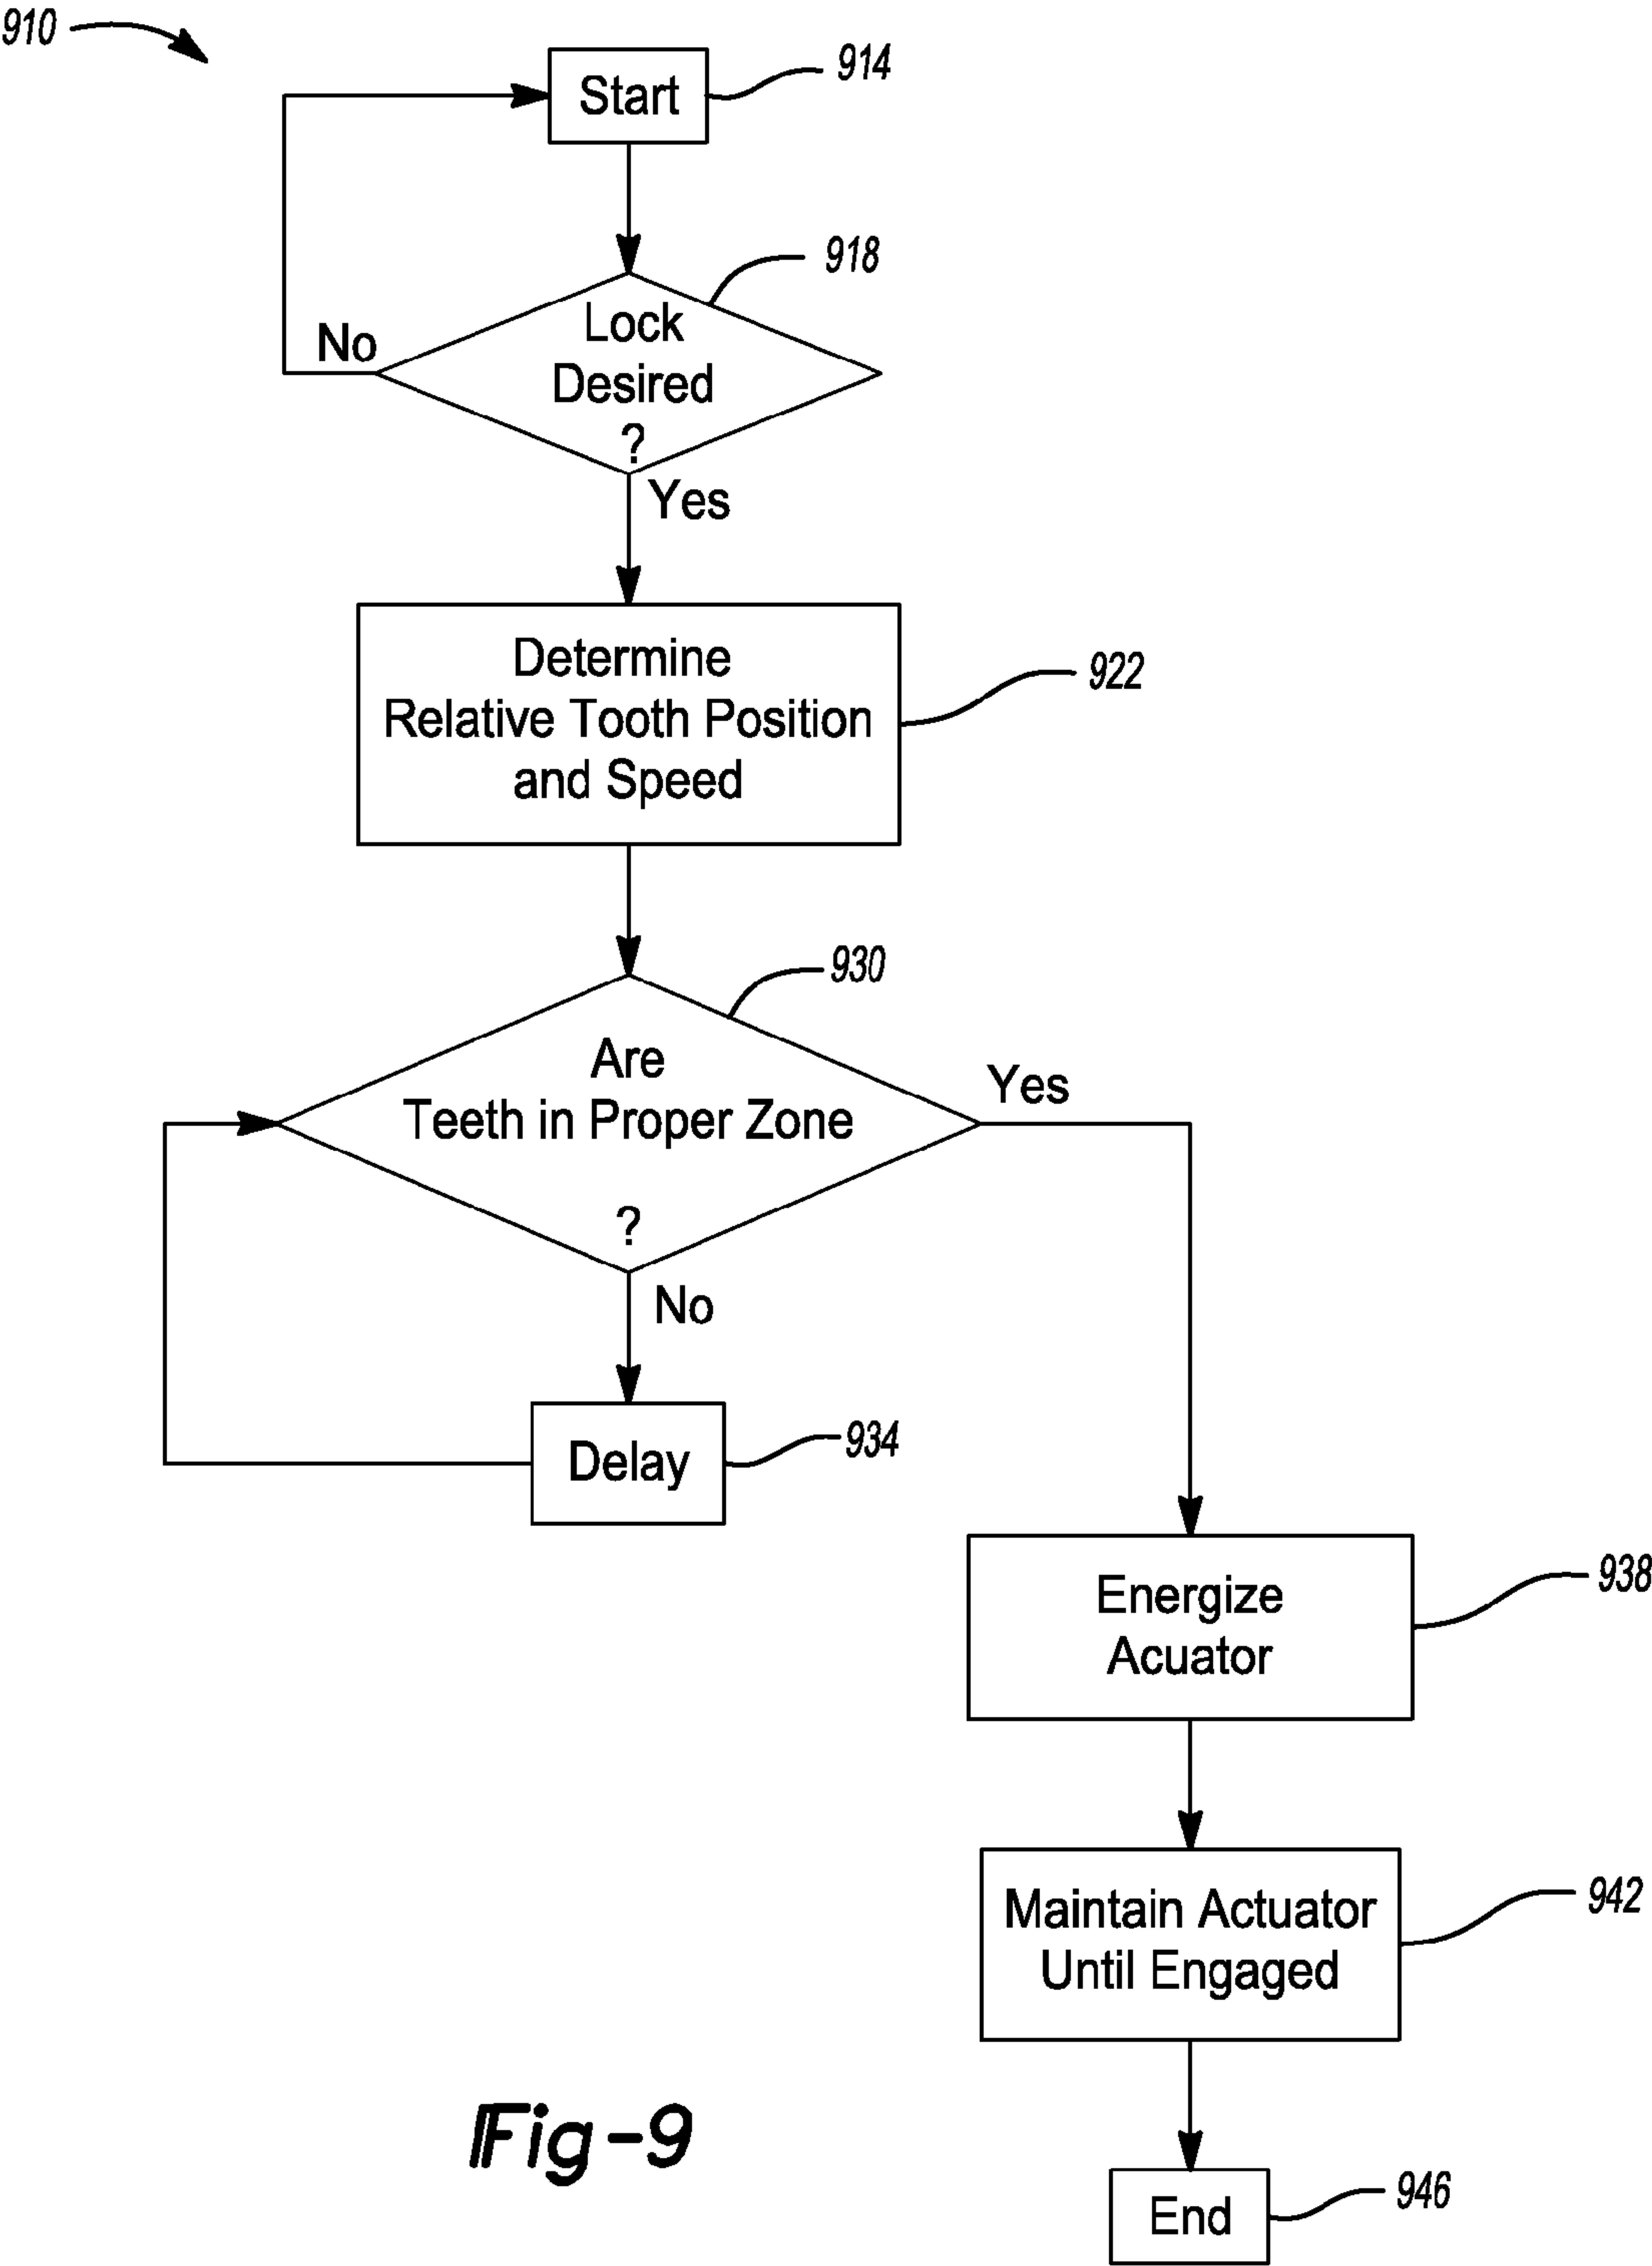 910
Start
914
918
Lock
Desired
?
No
Yes
Determine
Relative Tooth Position
and Speed
922
930
Are
Teeth in Proper Zone
?
Yes
No
Delay
934
Energize
Acuator
938
Maintain Actuator
Until Engaged
942
End
946
Fig-9